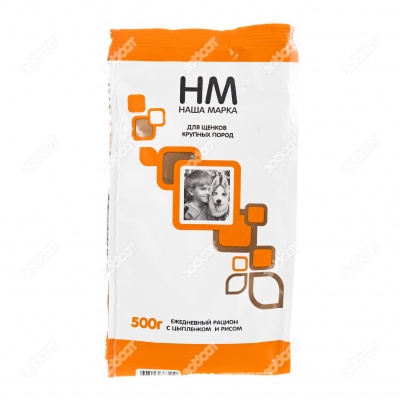 НМ
НАША МАРКА
ДЛЯ ЩЕНКОВ
КРУПНЫХ ПОРОД
500г
ЕЖЕДНЕВНЫЙ РАЦИОН
С ЦЫПЛЕНКОМ И РИСОМ